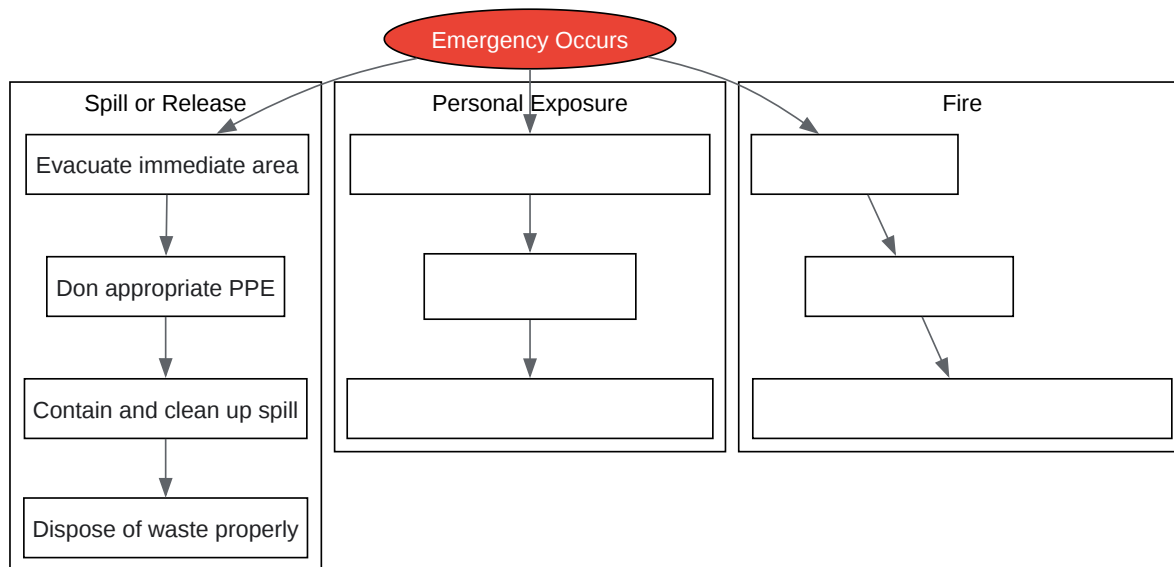 Emergency Occurs
Spill or Release
Evacuate immediate area
Don appropriate PPE
Contain and clean up spill
Dispose of waste properly
Personal Exposure
Fire